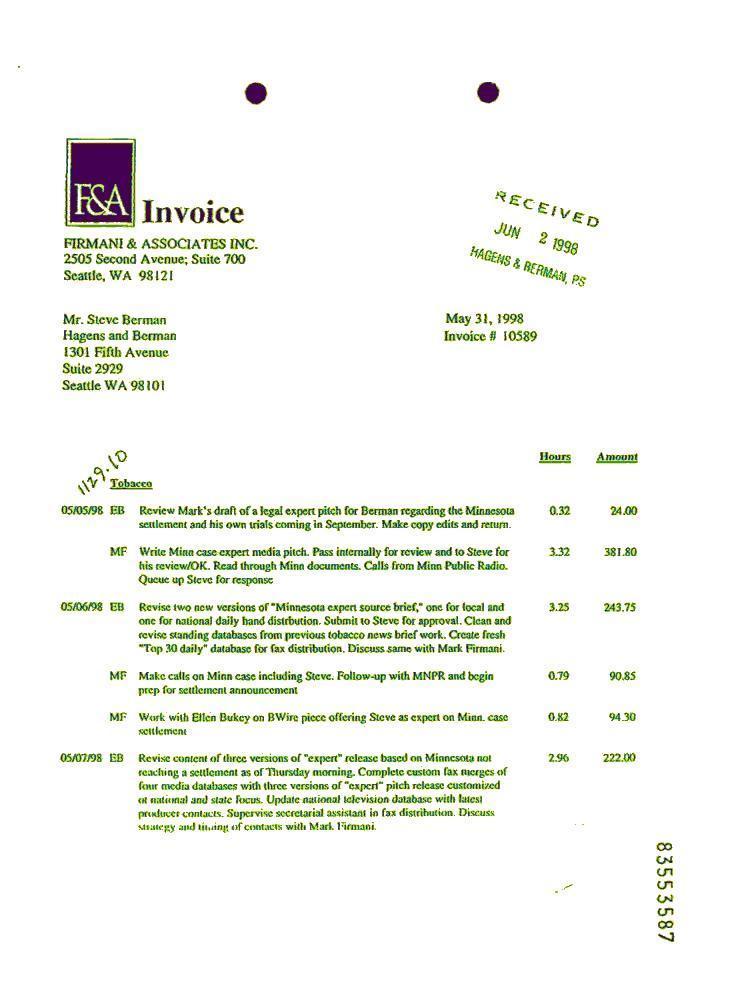 F&A Invoice
FIRMANI & ASSOCIATES INC.
2505 Second Avenue; Suite 700
Seattle, WA 98121
RECEIVED
JUN 2 1998
HAGENS & BERMAN, P.S.
Mr. Steve Berman
Hagens and Berman
1301 Fifth Avenue
Suite 2929
Seattle WA 98101
May 31, 1998
Invoice # 10589
Hours Amount
1129.10
Tobacco
05/05/98 EB Review Mark's draft of a legal expert pitch for Berman regarding the Minnesota 0.32 24.00
settlement and his own trials coming in September. Make copy edits and return.
MF Write Minn case expert media pitch. Pass internally for review and to Steve for 3.32 381.80
his review/OK. Read through Minn documents. Calls from Minn Public Radio.
Queue up Steve for response
05/06/98 EB Revise two new versions of "Minnesota expert source brief," one for local and 3.25 243.75
one for national daily hand distrbution. Submit to Steve for approval. Clean and
revise standing databases from previous tobacco news brief work. Create fresh
"Top 30 daily" database for fax distribution. Discuss same with Mark Firmani.
MF Make calls on Minn case including Steve. Follow-up with MNPR and begin 0.79 90.85
prep for settlement announcement
MF Work with Ellen Bukey on BWire piece offering Steve as expert on Minn. case 0.82 94.30
settlement
05/07/98 EB Revise content of three versions of "expert" release based on Minnesota not 2.96 222.00
reaching a settlement as of Thursday morning. Complete custom fax merges of
four media databases with three versions of "expert" pitch release customized
ot national and state focus. Update national television database with latest
producer contacts. Supervise secretarial assistant in fax distribution. Discuss
strategy and timing of contacts with Mark Firmani.
83553587